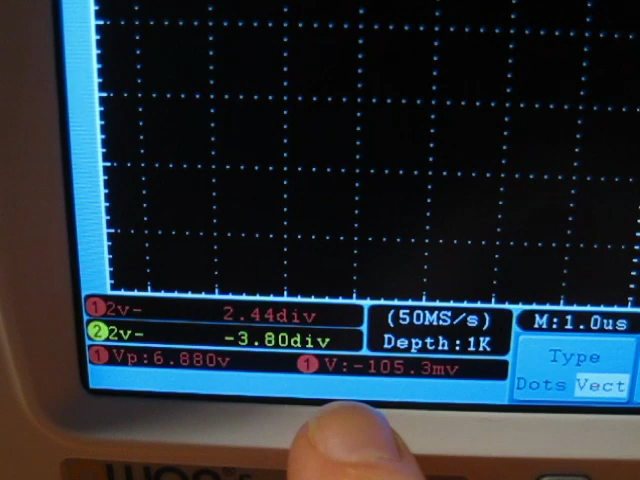 1 2v- 2.44div
2 2v- -3.80div
1 Vp:6.880v 1 V:-105.3mv
(50MS/s)
Depth:1K
M:1.0us
Type
Dots Vect